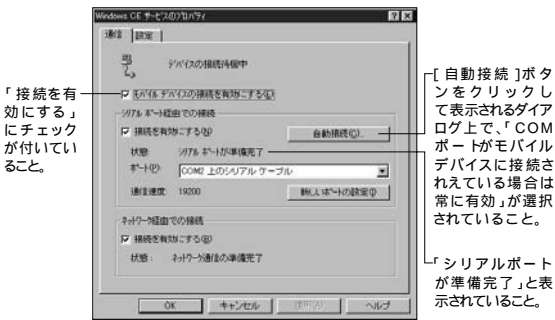 Windows CE ｻｰﾋﾞｽのﾌﾟﾛﾊﾟﾃｨ
通信
設定
ﾃﾞﾊﾞｲｽの接続待機中
ﾓﾊﾞｲﾙ ﾃﾞﾊﾞｲｽの接続を有効にする(E)
ｼﾘｱﾙ ﾎﾟｰﾄ経由での接続
接続を有効にする(N)
自動接続(C)...
状態:
ｼﾘｱﾙ ﾎﾟｰﾄが準備完了
ﾎﾟｰﾄ(P)
COM2 上のシリアル ケーブル
通信速度
19200
新しいﾎﾟｰﾄの設定(I)
ﾈｯﾄﾜｰｸ経由での接続
接続を有効にする(B)
状態:
ﾈｯﾄﾜｰｸ通信の準備完了
OK
キャンセル
適用(A)
ヘルプ
「接続を有
効にする」
にチェック
が付いてい
ること。
[自動接続]ボタ
ンをクリックし
て表示されるダイア
ログ上で、「COM
ポートがモバイル
デバイスに接続さ
れえている場合は
常に有効」が選択
されていること。
「シリアルポート
が準備完了」と表
示されていること。